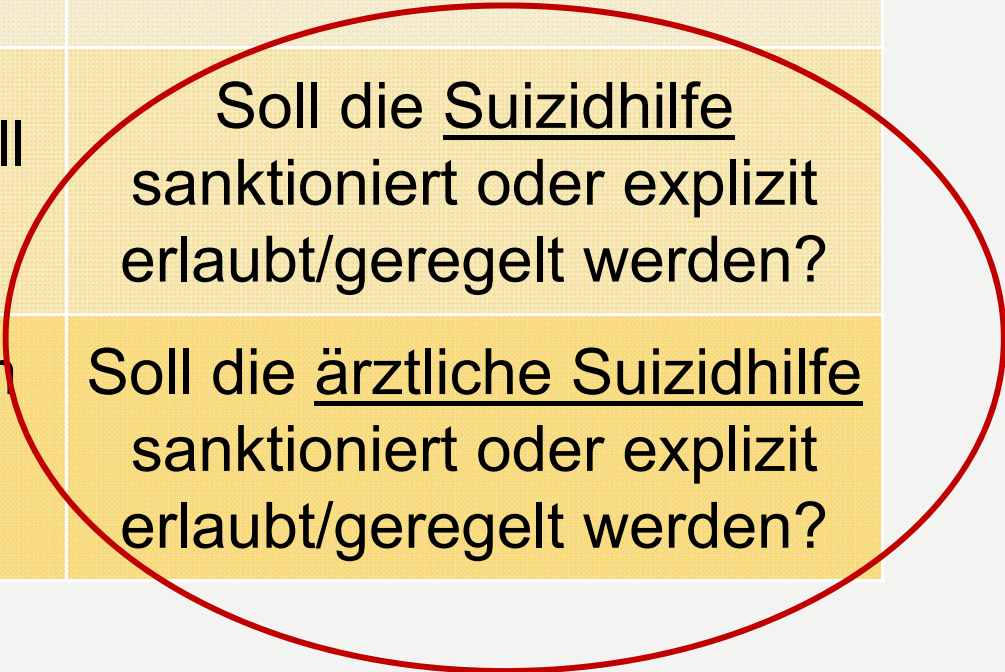 ll
Soll die Suizidhilfe
sanktioniert oder explizit
erlaubt/geregelt werden?
Soll die ärztliche Suizidhilfe
sanktioniert oder explizit
erlaubt/geregelt werden?